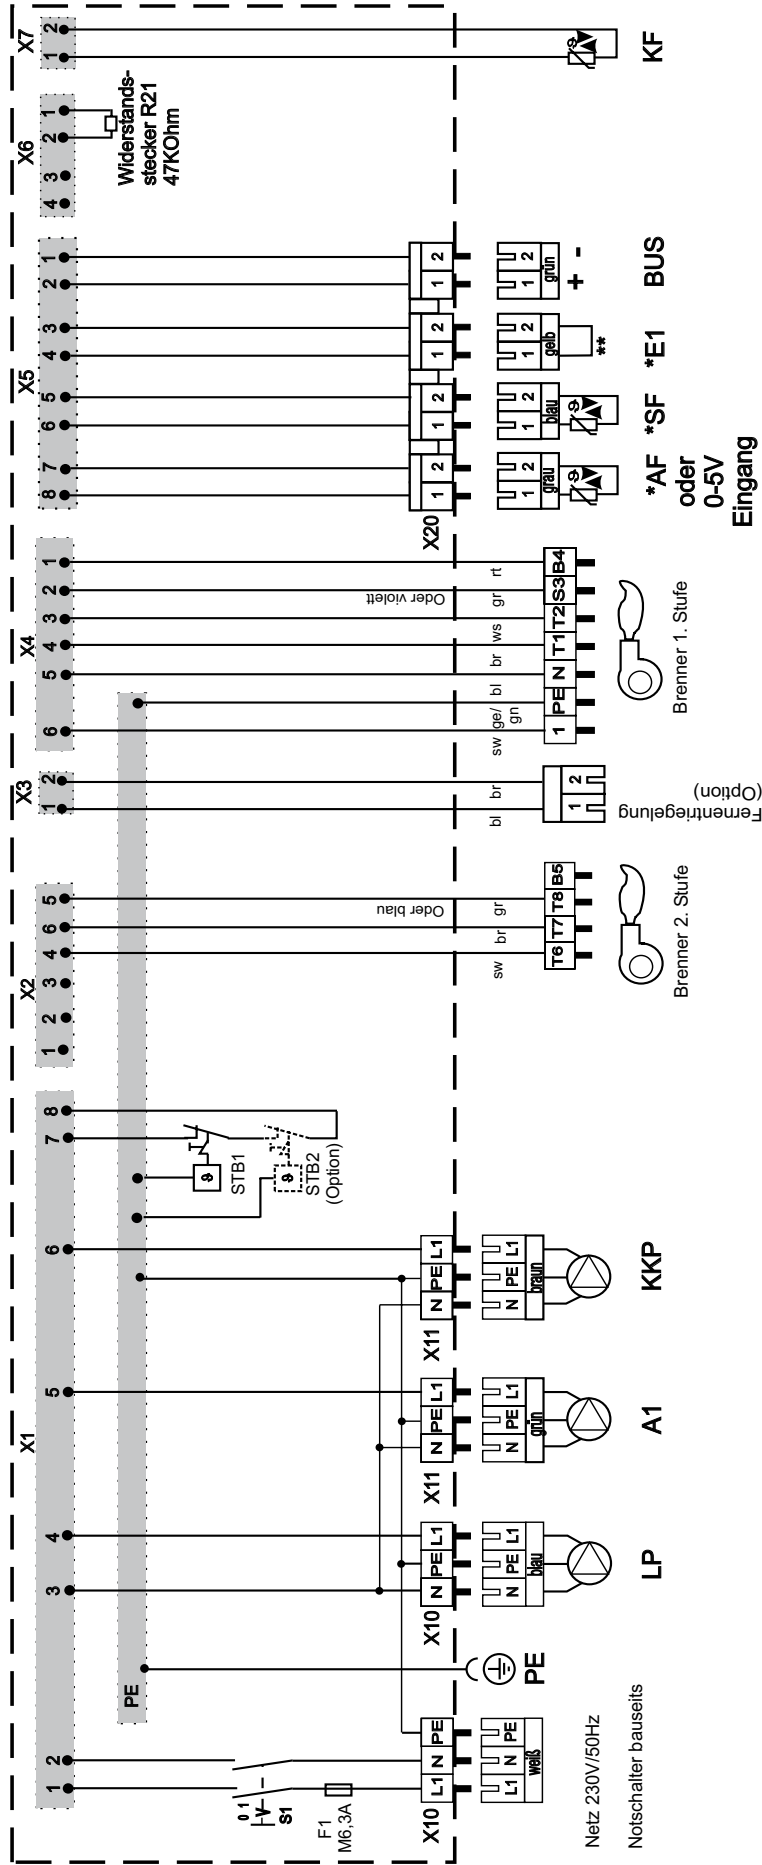 X1 X2 X3 X4 X5 X6 X7
1 2 3 4 5 6 7 8
1 2 3 4 6 5
1 2
6 5 4 3 2 1
8 7 6 5 4 3 2 1
4 3 2 1
1 2
PE
Widerstands-
stecker R21
47KOhm
0 1
S1
F1
M6,3A
STB1
STB2
(Option)
Oder blau
Oder violett
X10 L1 N PE
X10 N PE L1
X11 N PE L1
X11 N PE L1
X20 1 2 1 2 1 2 1 2
sw br gr
bl br
sw ge/
gn
bl br ws gr rt
L1 N PE
weiß
N PE L1
blau
N PE L1
grün
N PE L1
braun
T6 T7 T8 B5
1 2
1 PE N T1 T2 S3 B4
1 2
grau
1 2
blau
1 2
gelb
1 2
grün
ϑ
ϑ
ϑ
ϑ
ϑ
**
+ -
PE
Netz 230V/50Hz
Notschalter bauseits
LP
A1
KKP
Brenner 2. Stufe
Fernentriegelung
(Option)
Brenner 1. Stufe
*AF
oder
0-5V
Eingang
*SF
*E1
BUS
KF